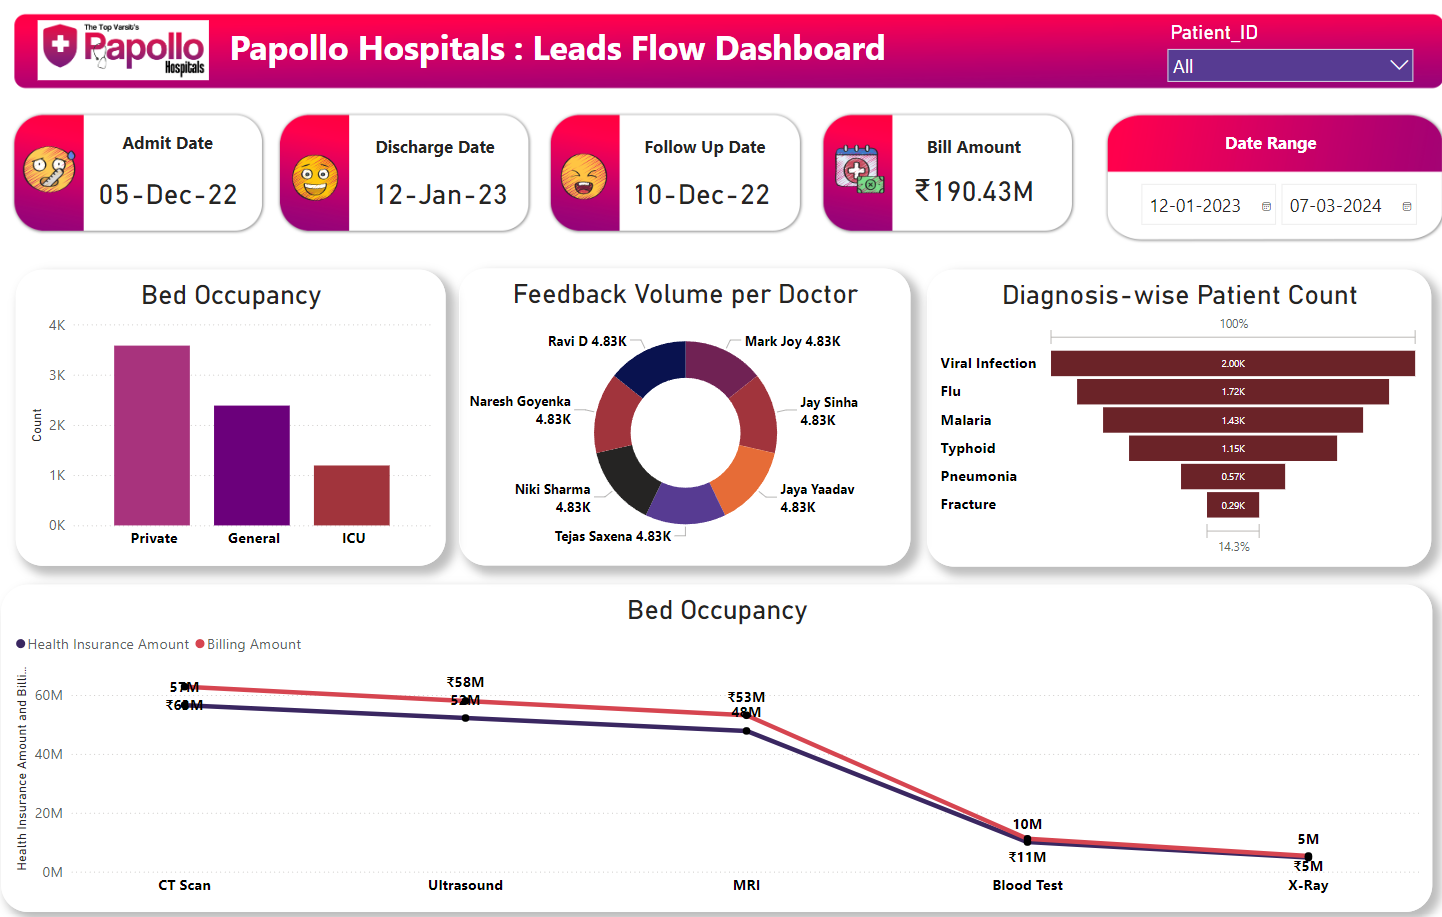 The Top Varsit's
Papollo
Hospitals
Papollo Hospitals : Leads Flow Dashboard
Patient_ID
All
Admit Date
05-Dec-22
Discharge Date
12-Jan-23
Follow Up Date
10-Dec-22
Bill Amount
₹190.43M
Date Range
12-01-2023
07-03-2024
Bed Occupancy
4K
3K
2K
1K
0K
Count
Private
General
ICU
Feedback Volume per Doctor
Ravi D 4.83K
Mark Joy 4.83K
Naresh Goyenka
4.83K
Jay Sinha
4.83K
Niki Sharma
4.83K
Jaya Yaadav
4.83K
Tejas Saxena 4.83K
Diagnosis-wise Patient Count
100%
Viral Infection 2.00K
Flu 1.72K
Malaria 1.43K
Typhoid 1.15K
Pneumonia 0.57K
Fracture 0.29K
14.3%
Bed Occupancy
Health Insurance Amount
Billing Amount
Health Insurance Amount and Billi...
60M
40M
20M
0M
57M
₹58M
52M
₹53M
48M
10M
₹11M
5M
₹5M
CT Scan
Ultrasound
MRI
Blood Test
X-Ray